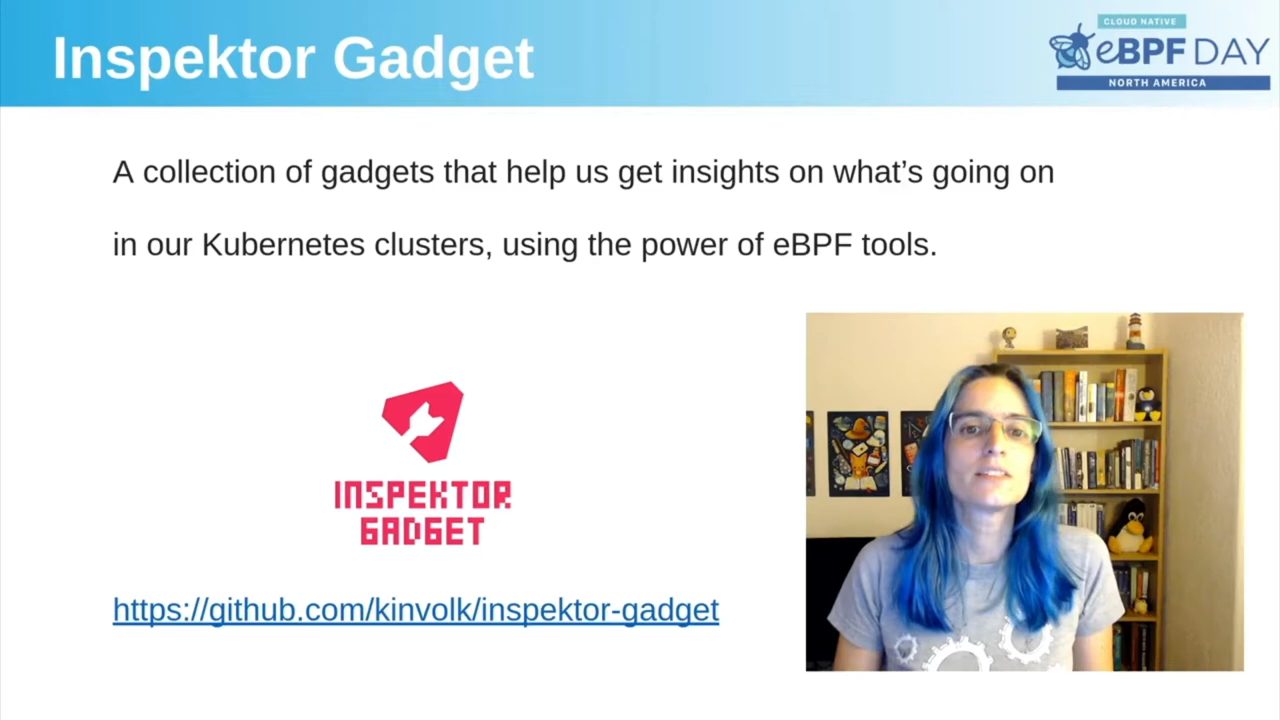 Inspektor Gadget
CLOUD NATIVE
eBPF DAY
NORTH AMERICA
A collection of gadgets that help us get insights on what’s going on
in our Kubernetes clusters, using the power of eBPF tools.
INSPEKTOR
GADGET
https://github.com/kinvolk/inspektor-gadget